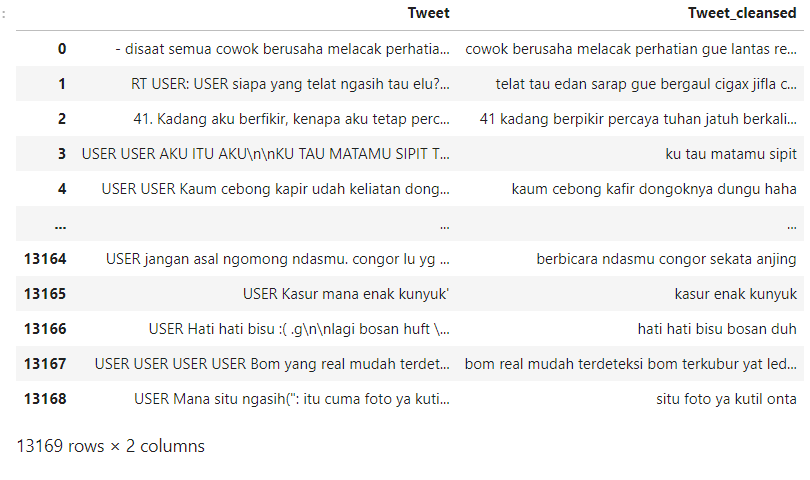 : Tweet Tweet_cleansed
0 - disaat semua cowok berusaha melacak perhatia... cowok berusaha melacak perhatian gue lantas re...
1 RT USER: USER siapa yang telat ngasih tau elu?... telat tau edan sarap gue bergaul cigax jifla c...
2 41. Kadang aku berfikir, kenapa aku tetap perc... 41 kadang berpikir percaya tuhan jatuh berkali...
3 USER USER AKU ITU AKU\n\nKU TAU MATAMU SIPIT T... ku tau matamu sipit
4 USER USER Kaum cebong kapir udah keliatan dong... kaum cebong kafir dongoknya dungu haha
... ... ...
13164 USER jangan asal ngomong ndasmu. congor lu yg ... berbicara ndasmu congor sekata anjing
13165 USER Kasur mana enak kunyuk' kasur enak kunyuk
13166 USER Hati hati bisu :( .g\n\nlagi bosan huft \... hati hati bisu bosan duh
13167 USER USER USER USER Bom yang real mudah terdet... bom real mudah terdeteksi bom terkubur yat led...
13168 USER Mana situ ngasih(": itu cuma foto ya kuti... situ foto ya kutil onta
13169 rows × 2 columns